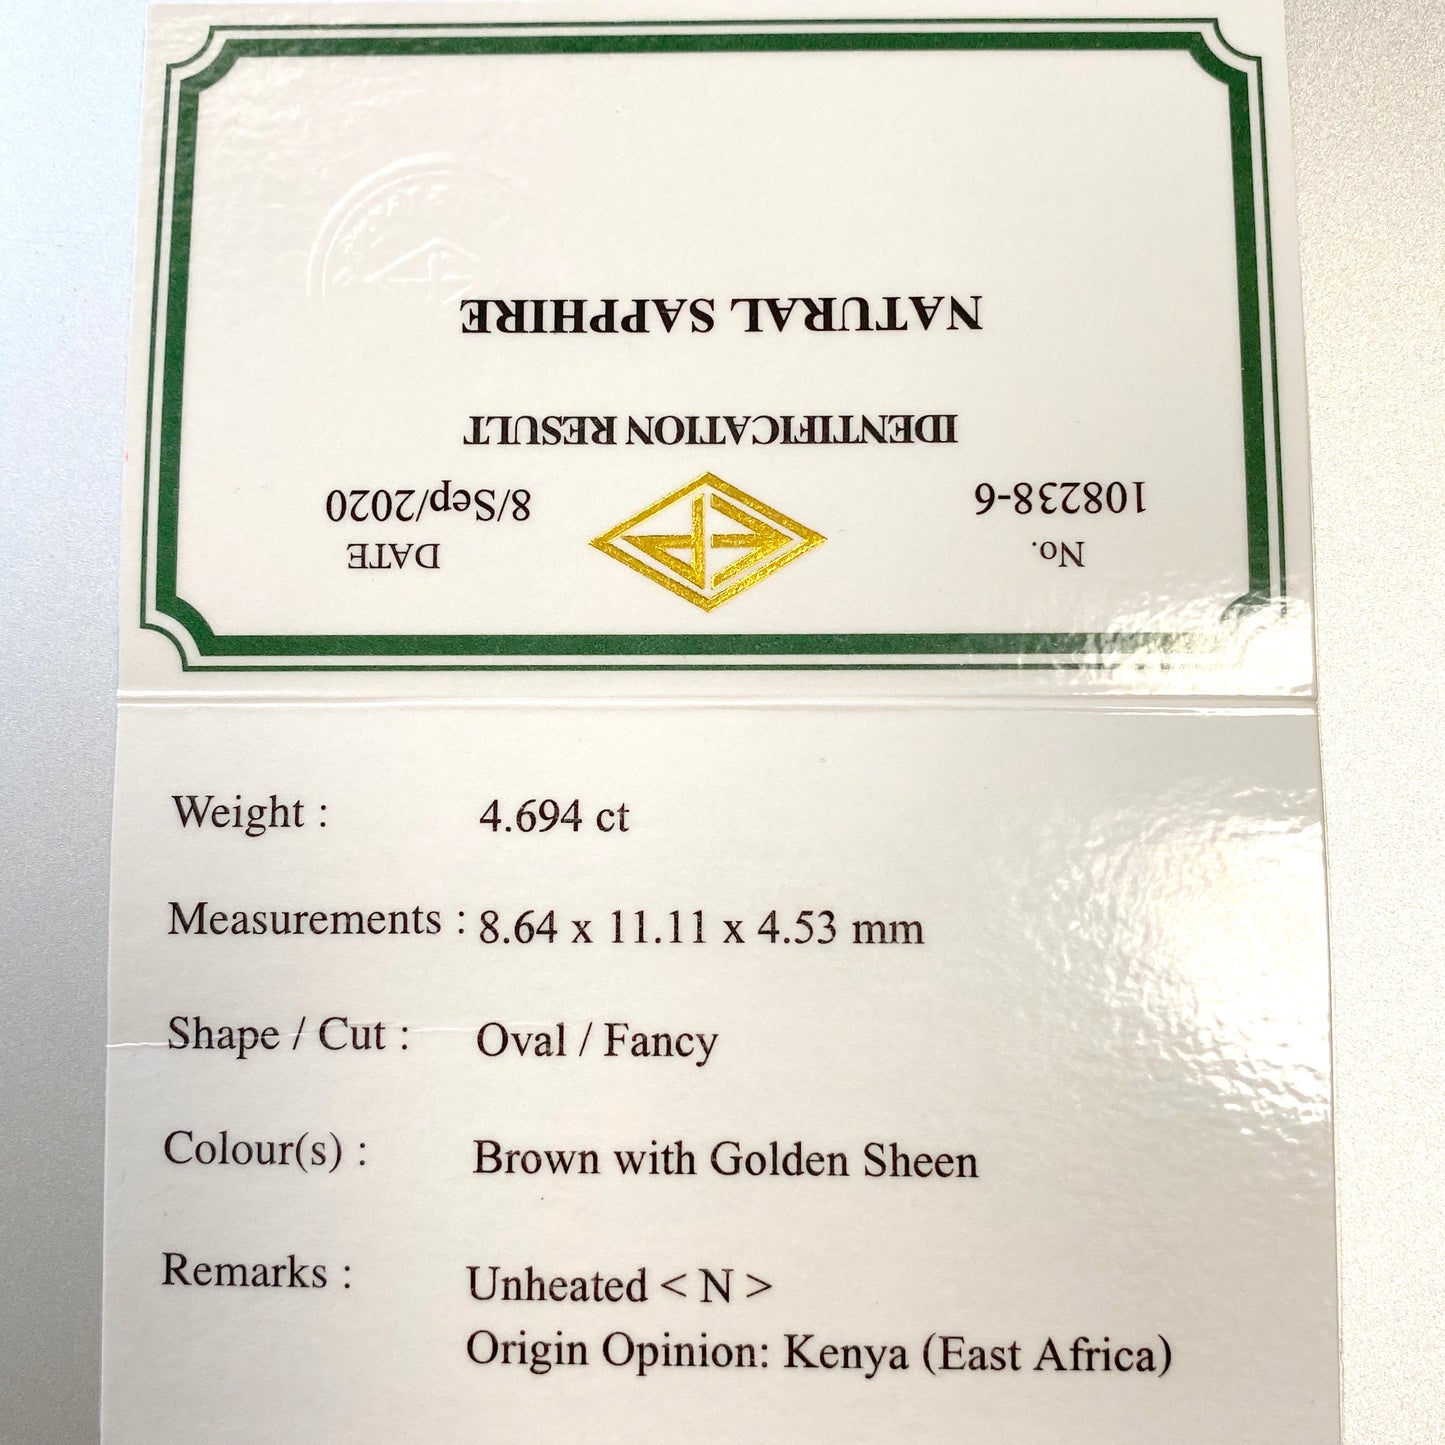 No.
108238-6
DATE
8/Sep/2020
IDENTIFICATION RESULT
NATURAL SAPPHIRE
Weight : 4.694 ct
Measurements : 8.64 x 11.11 x 4.53 mm
Shape / Cut : Oval / Fancy
Colour(s) : Brown with Golden Sheen
Remarks : Unheated < N >
Origin Opinion: Kenya (East Africa)